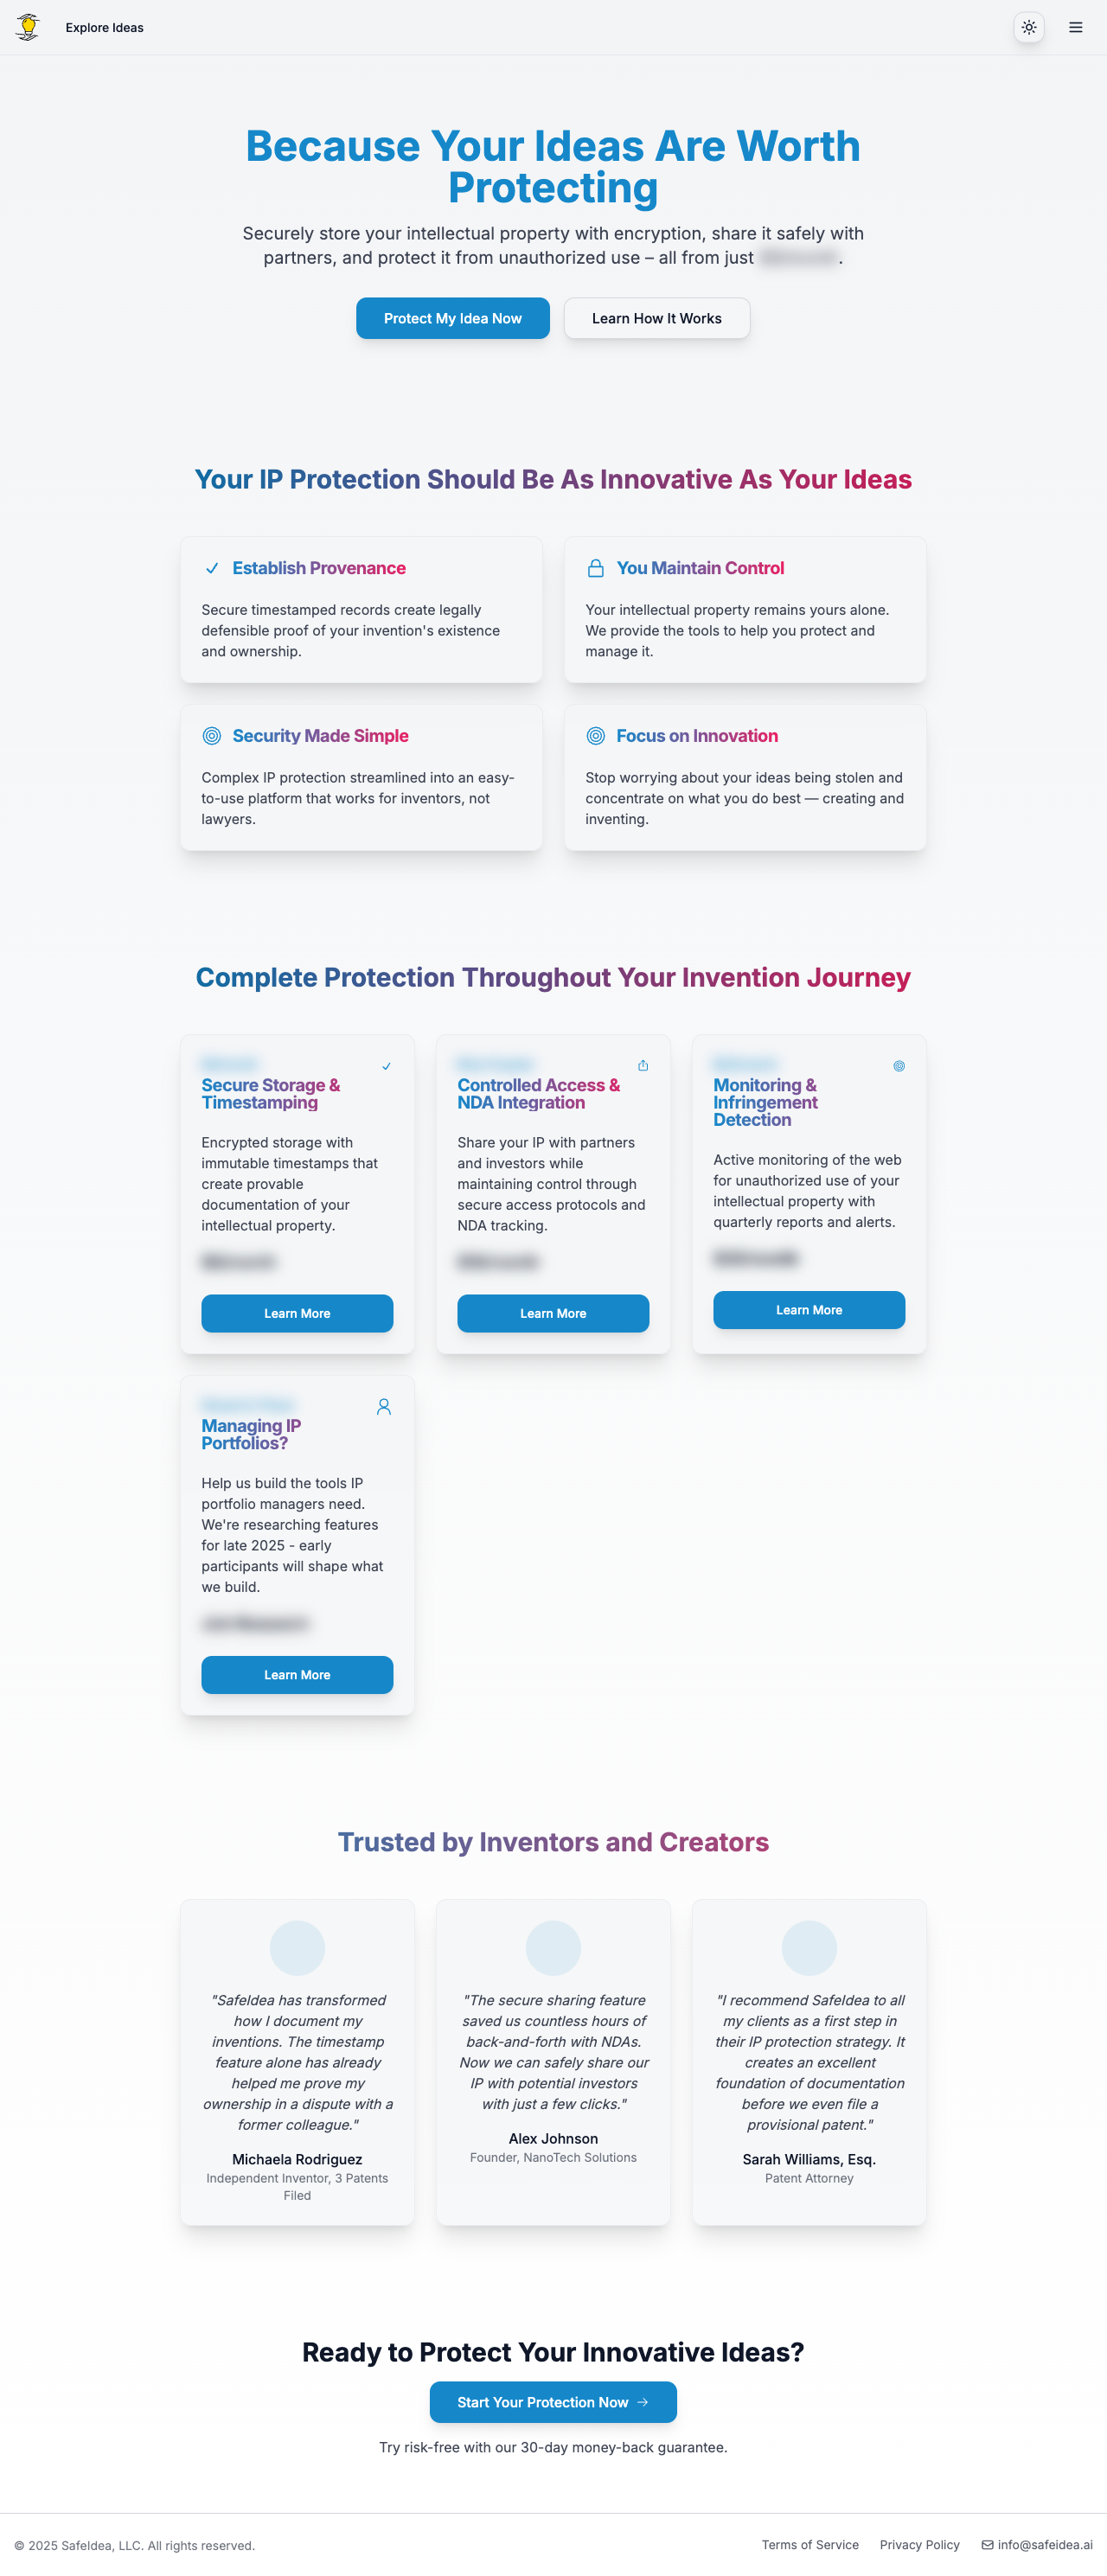 Explore Ideas
Because Your Ideas Are Worth
Protecting
Securely store your intellectual property with encryption, share it safely with
partners, and protect it from unauthorized use – all from just .
Protect My Idea Now
Learn How It Works
Your IP Protection Should Be As Innovative As Your Ideas
Establish Provenance
Secure timestamped records create legally
defensible proof of your invention's existence
and ownership.
You Maintain Control
Your intellectual property remains yours alone.
We provide the tools to help you protect and
manage it.
Security Made Simple
Complex IP protection streamlined into an easy-
to-use platform that works for inventors, not
lawyers.
Focus on Innovation
Stop worrying about your ideas being stolen and
concentrate on what you do best — creating and
inventing.
Complete Protection Throughout Your Invention Journey
Secure Storage &
Timestamping
Encrypted storage with
immutable timestamps that
create provable
documentation of your
intellectual property.
Learn More
Controlled Access &
NDA Integration
Share your IP with partners
and investors while
maintaining control through
secure access protocols and
NDA tracking.
Learn More
Monitoring &
Infringement
Detection
Active monitoring of the web
for unauthorized use of your
intellectual property with
quarterly reports and alerts.
Learn More
Managing IP
Portfolios?
Help us build the tools IP
portfolio managers need.
We're researching features
for late 2025 - early
participants will shape what
we build.
Learn More
Trusted by Inventors and Creators
"SafeIdea has transformed
how I document my
inventions. The timestamp
feature alone has already
helped me prove my
ownership in a dispute with a
former colleague."
Michaela Rodriguez
Independent Inventor, 3 Patents
Filed
"The secure sharing feature
saved us countless hours of
back-and-forth with NDAs.
Now we can safely share our
IP with potential investors
with just a few clicks."
Alex Johnson
Founder, NanoTech Solutions
"I recommend SafeIdea to all
my clients as a first step in
their IP protection strategy. It
creates an excellent
foundation of documentation
before we even file a
provisional patent."
Sarah Williams, Esq.
Patent Attorney
Ready to Protect Your Innovative Ideas?
Start Your Protection Now →
Try risk-free with our 30-day money-back guarantee.
© 2025 SafeIdea, LLC. All rights reserved.
Terms of Service
Privacy Policy
info@safeidea.ai